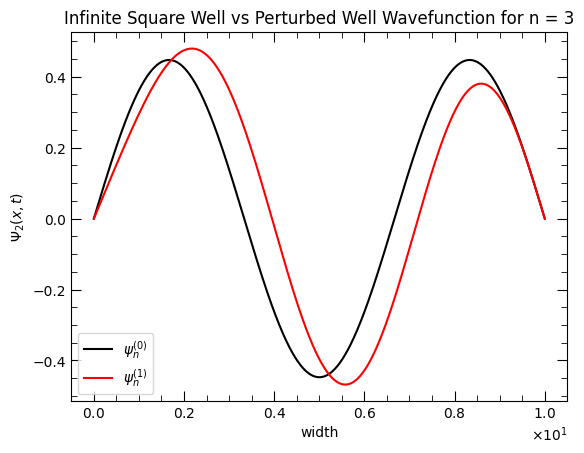 Infinite Square Well vs Perturbed Well Wavefunction for n = 3
Ψ₂(x, t)
0.4
0.2
0.0
−0.2
−0.4
ψₙ⁽⁰⁾
ψₙ⁽¹⁾
0.0 0.2 0.4 0.6 0.8 1.0
width
×10¹